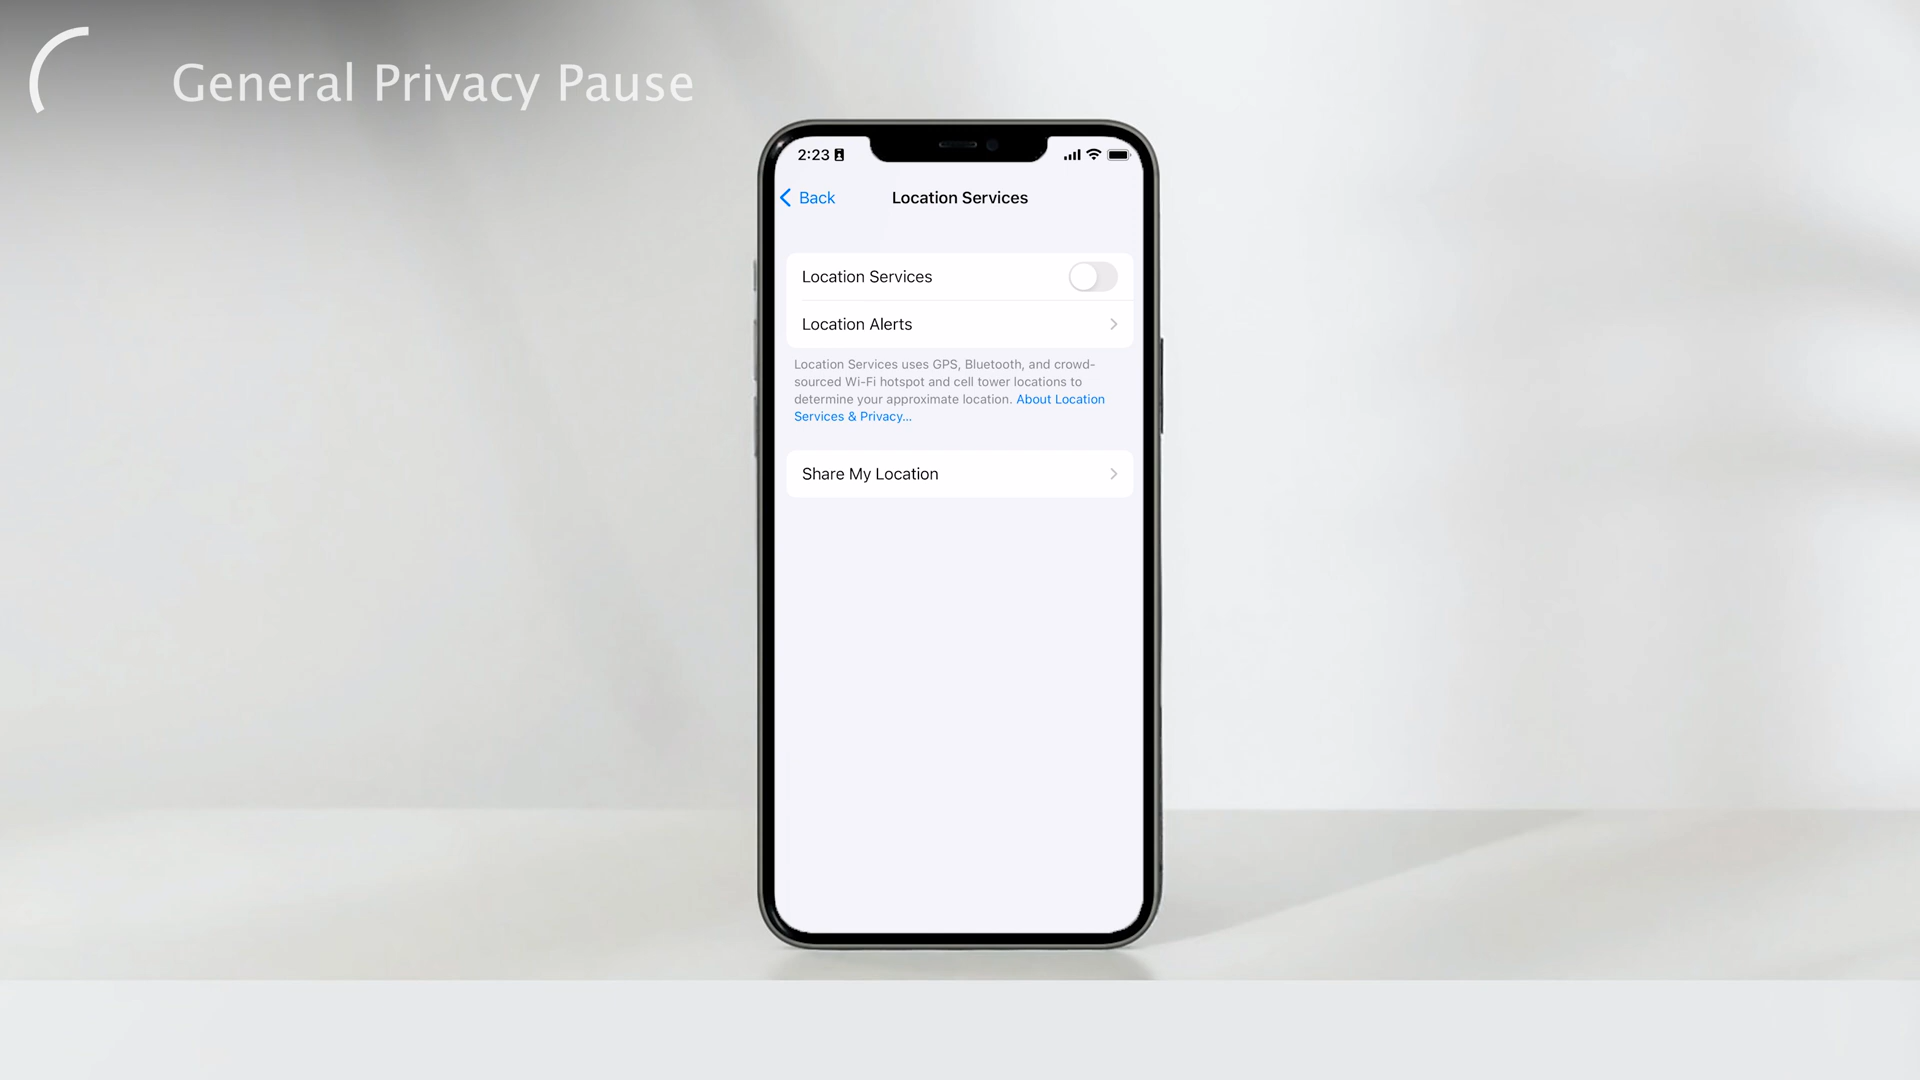 General Privacy Pause
2:23
Back
Location Services
Location Services
Location Alerts
Location Services uses GPS, Bluetooth, and crowd-
sourced Wi-Fi hotspot and cell tower locations to
determine your approximate location. About Location
Services & Privacy...
Share My Location